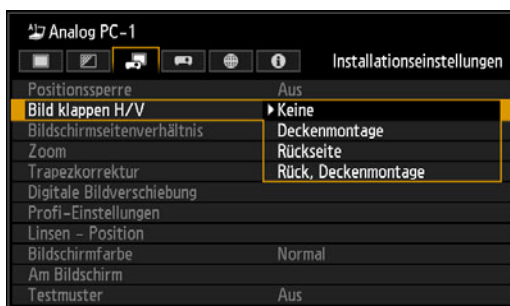 Analog PC-1
Installationseinstellungen
Positionssperre Aus
Bild klappen H/V Keine
Bildschirmseitenverhältnis Deckenmontage
Zoom Rückseite
Trapezkorrektur Rück, Deckenmontage
Digitale Bildverschiebung
Profi-Einstellungen
Linsen - Position
Bildschirmfarbe Normal
Am Bildschirm
Testmuster Aus